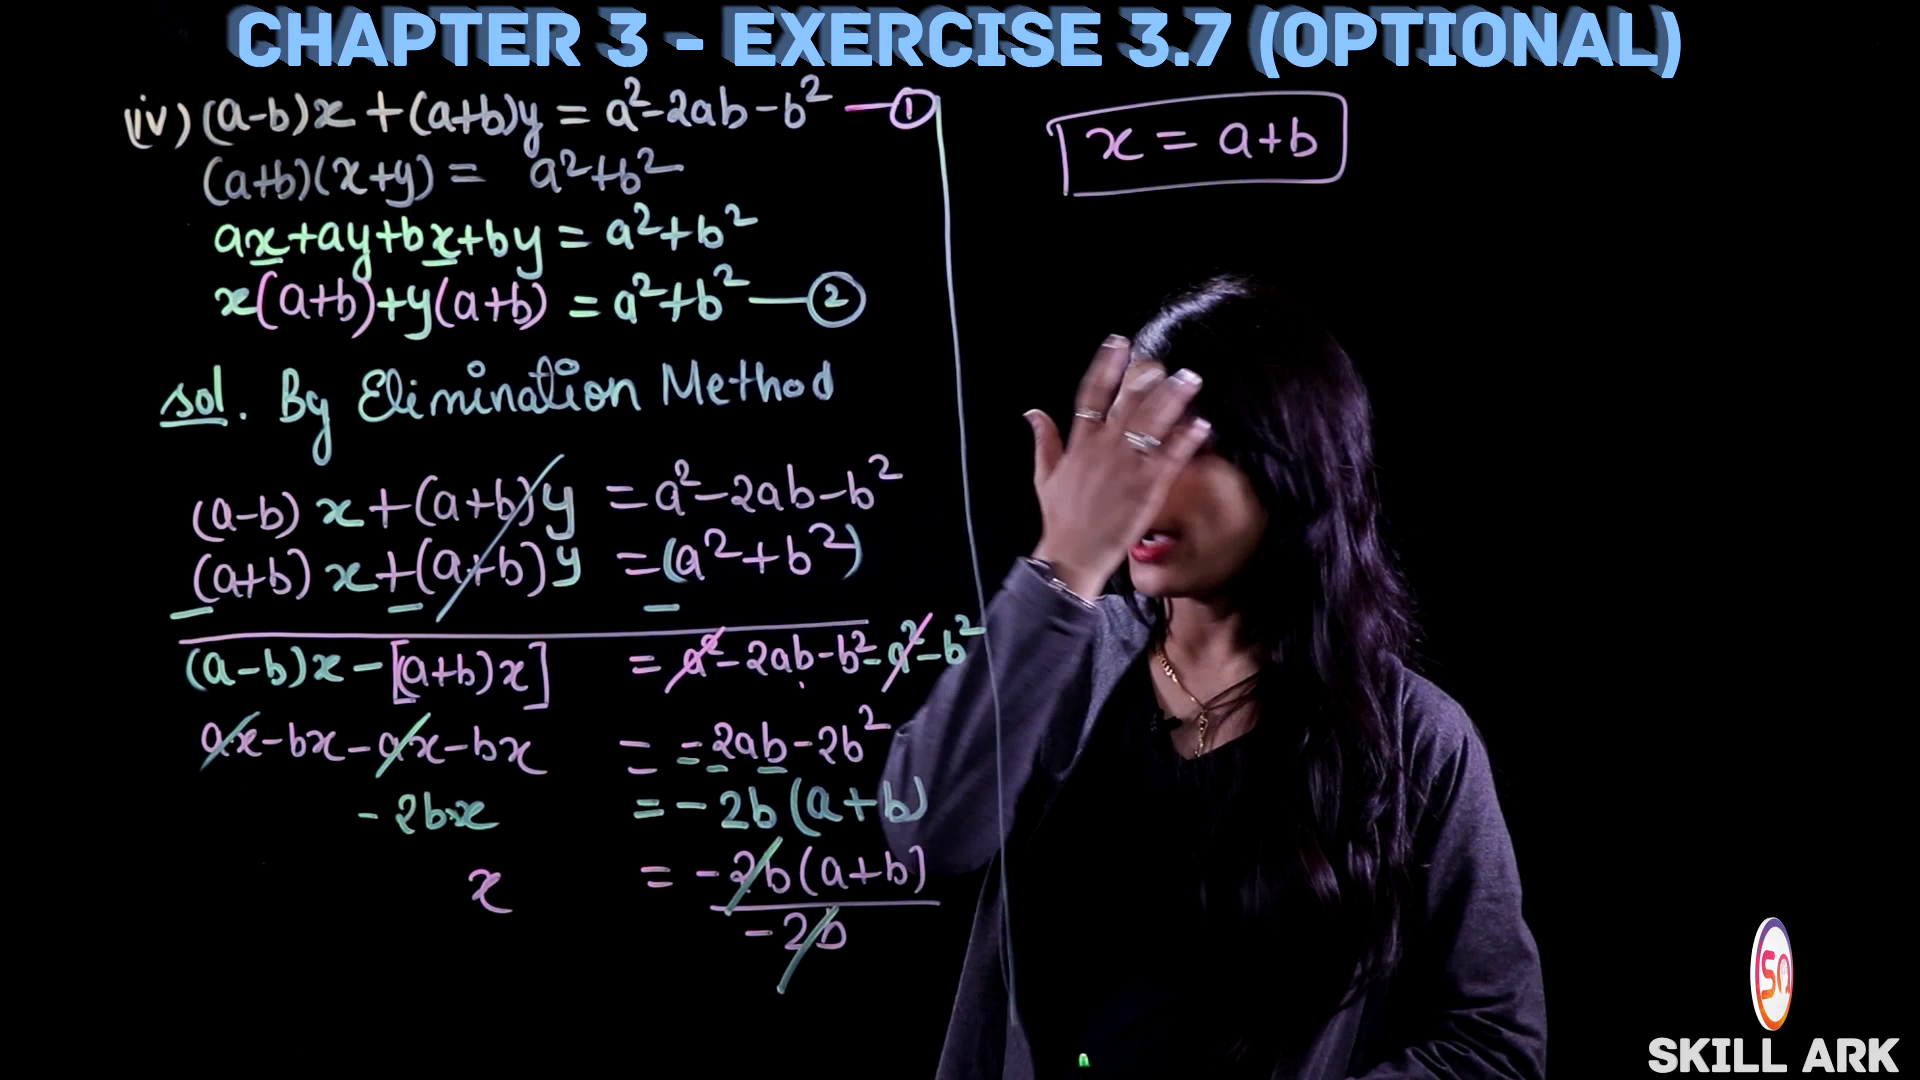 CHAPTER 3 - EXERCISE 3.7 (OPTIONAL)
(iv) (a-b)x + (a+b)y = a²-2ab-b² — ①
(a+b)(x+y) = a²+b²
ax+ay+bx+by = a²+b²
x(a+b)+y(a+b) = a²+b² — ②
sol. By Elimination Method
(a-b) x+(a+b)y = a²-2ab-b²
(a+b) x+(a+b)y = (a²+b²)
— — —
(a-b)x-[(a+b)x] = a²-2ab-b²-a²-b²
ax-bx-ax-bx = -2ab-2b²
-2bx = -2b(a+b)
x = -2b(a+b)
-2b
x = a+b
SA
SKILL ARK